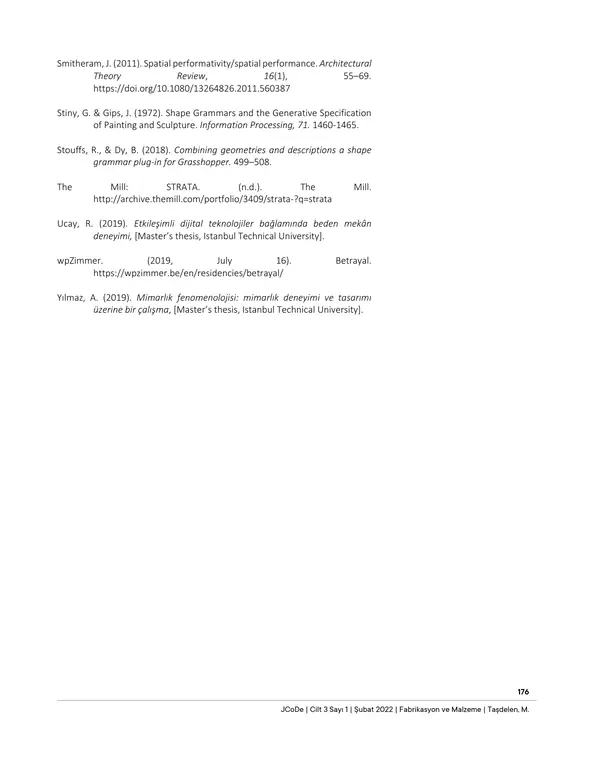 Smitheram, J. (2011). Spatial performativity/spatial performance. Architectural
Theory Review, 16(1), 55–69.
https://doi.org/10.1080/13264826.2011.560387
Stiny, G. & Gips, J. (1972). Shape Grammars and the Generative Specification
of Painting and Sculpture. Information Processing, 71. 1460-1465.
Stouffs, R., & Dy, B. (2018). Combining geometries and descriptions a shape
grammar plug-in for Grasshopper. 499–508.
The Mill: STRATA. (n.d.). The Mill.
http://archive.themill.com/portfolio/3409/strata-?q=strata
Ucay, R. (2019). Etkileşimli dijital teknolojiler bağlamında beden mekân
deneyimi, [Master's thesis, Istanbul Technical University].
wpZimmer. (2019, July 16). Betrayal.
https://wpzimmer.be/en/residencies/betrayal/
Yılmaz, A. (2019). Mimarlık fenomenolojisi: mimarlık deneyimi ve tasarımı
üzerine bir çalışma, [Master's thesis, Istanbul Technical University].
176
JCoDe | Cilt 3 Sayı 1 | Şubat 2022 | Fabrikasyon ve Malzeme | Taşdelen, M.